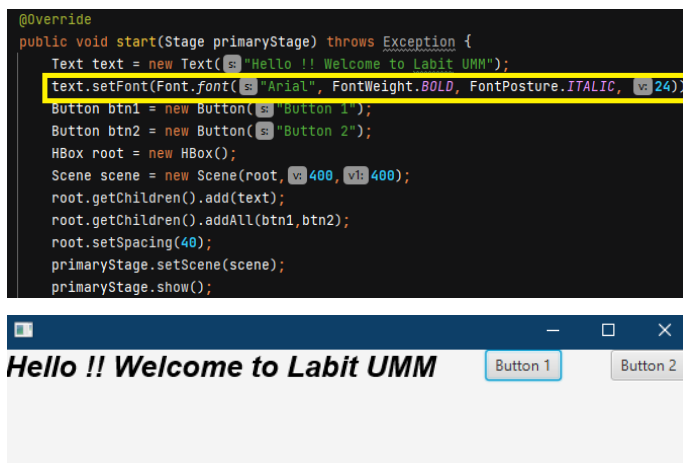 @Override
public void start(Stage primaryStage) throws Exception {
Text text = new Text( s: "Hello !! Welcome to Labit UMM");
text.setFont(Font.font( s: "Arial", FontWeight.BOLD, FontPosture.ITALIC, v: 24))
Button btn1 = new Button( s: "Button 1");
Button btn2 = new Button( s: "Button 2");
HBox root = new HBox();
Scene scene = new Scene(root, v: 400, v1: 400);
root.getChildren().add(text);
root.getChildren().addAll(btn1,btn2);
root.setSpacing(40);
primaryStage.setScene(scene);
primaryStage.show();
Hello !! Welcome to Labit UMM Button 1 Button 2